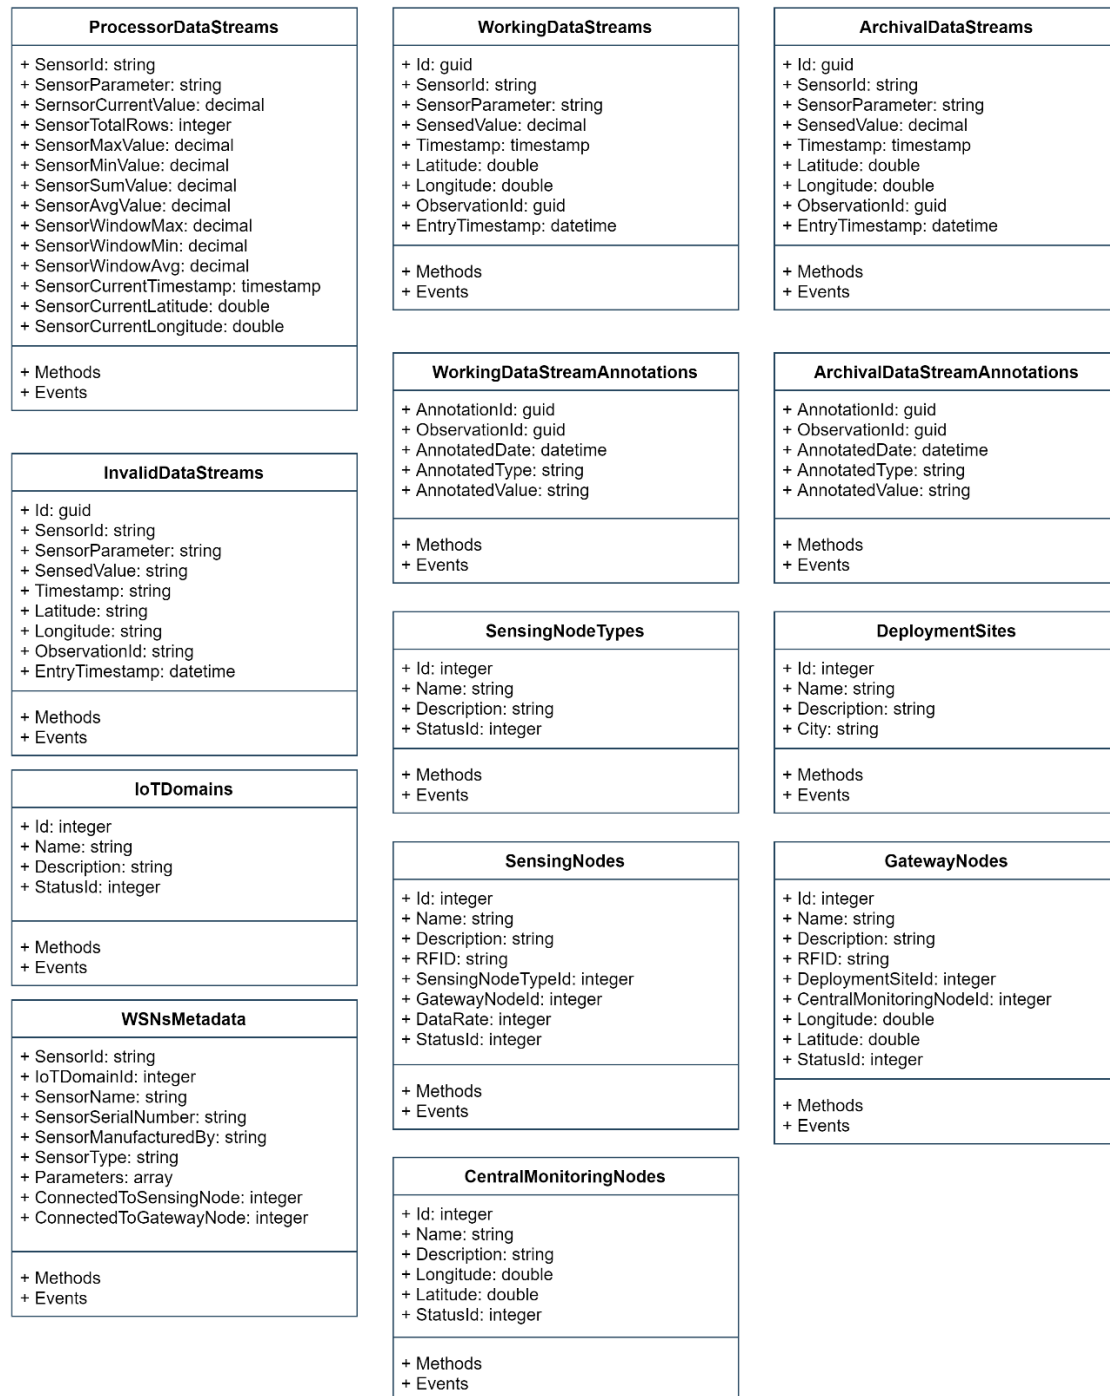 ProcessorDataStreams
+ SensorId: string
+ SensorParameter: string
+ SernsorCurrentValue: decimal
+ SensorTotalRows: integer
+ SensorMaxValue: decimal
+ SensorMinValue: decimal
+ SensorSumValue: decimal
+ SensorAvgValue: decimal
+ SensorWindowMax: decimal
+ SensorWindowMin: decimal
+ SensorWindowAvg: decimal
+ SensorCurrentTimestamp: timestamp
+ SensorCurrentLatitude: double
+ SensorCurrentLongitude: double
+ Methods
+ Events
InvalidDataStreams
+ Id: guid
+ SensorId: string
+ SensorParameter: string
+ SensedValue: string
+ Timestamp: string
+ Latitude: string
+ Longitude: string
+ ObservationId: string
+ EntryTimestamp: datetime
+ Methods
+ Events
IoTDomains
+ Id: integer
+ Name: string
+ Description: string
+ StatusId: integer
+ Methods
+ Events
WSNsMetadata
+ SensorId: string
+ IoTDomainId: integer
+ SensorName: string
+ SensorSerialNumber: string
+ SensorManufacturedBy: string
+ SensorType: string
+ Parameters: array
+ ConnectedToSensingNode: integer
+ ConnectedToGatewayNode: integer
+ Methods
+ Events
WorkingDataStreams
+ Id: guid
+ SensorId: string
+ SensorParameter: string
+ SensedValue: decimal
+ Timestamp: timestamp
+ Latitude: double
+ Longitude: double
+ ObservationId: guid
+ EntryTimestamp: datetime
+ Methods
+ Events
WorkingDataStreamAnnotations
+ AnnotationId: guid
+ ObservationId: guid
+ AnnotatedDate: datetime
+ AnnotatedType: string
+ AnnotatedValue: string
+ Methods
+ Events
SensingNodeTypes
+ Id: integer
+ Name: string
+ Description: string
+ StatusId: integer
+ Methods
+ Events
SensingNodes
+ Id: integer
+ Name: string
+ Description: string
+ RFID: string
+ SensingNodeTypeId: integer
+ GatewayNodeId: integer
+ DataRate: integer
+ StatusId: integer
+ Methods
+ Events
CentralMonitoringNodes
+ Id: integer
+ Name: string
+ Description: string
+ Longitude: double
+ Latitude: double
+ StatusId: integer
+ Methods
+ Events
ArchivalDataStreams
+ Id: guid
+ SensorId: string
+ SensorParameter: string
+ SensedValue: decimal
+ Timestamp: timestamp
+ Latitude: double
+ Longitude: double
+ ObservationId: guid
+ EntryTimestamp: datetime
+ Methods
+ Events
ArchivalDataStreamAnnotations
+ AnnotationId: guid
+ ObservationId: guid
+ AnnotatedDate: datetime
+ AnnotatedType: string
+ AnnotatedValue: string
+ Methods
+ Events
DeploymentSites
+ Id: integer
+ Name: string
+ Description: string
+ City: string
+ Methods
+ Events
GatewayNodes
+ Id: integer
+ Name: string
+ Description: string
+ RFID: string
+ DeploymentSiteId: integer
+ CentralMonitoringNodeId: integer
+ Longitude: double
+ Latitude: double
+ StatusId: integer
+ Methods
+ Events